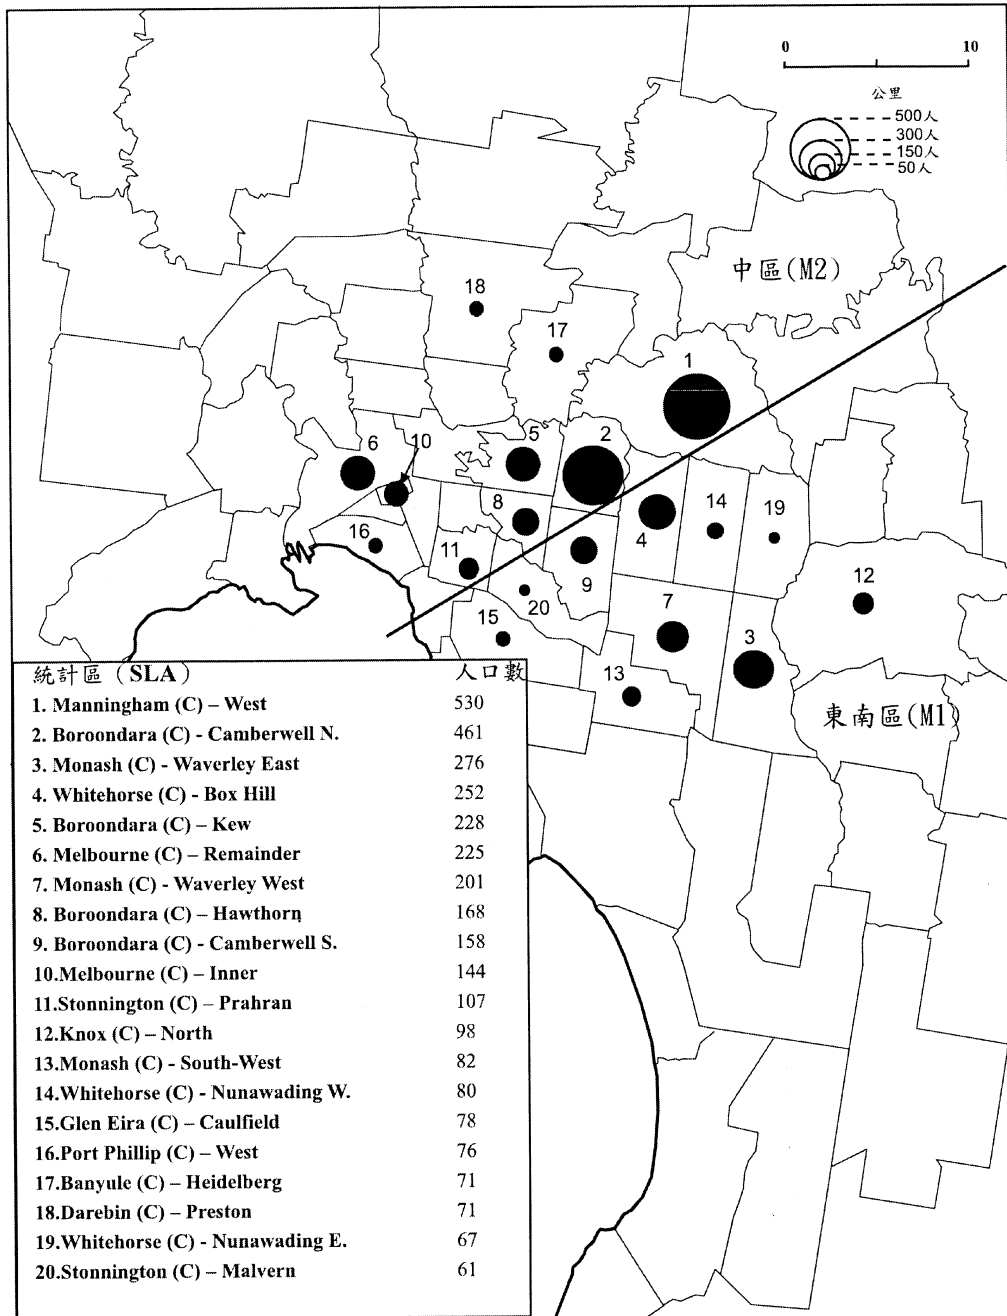 0 10
公里
500人
300人
150人
50人
中區(M2)
18
17
1
2
5
10
6
8
14
19
4
16
11
9
12
20
7
15
3
13
東南區(M1)
統計區（SLA） 人口數
1. Manningham (C) – West 530
2. Boroondara (C) - Camberwell N. 461
3. Monash (C) - Waverley East 276
4. Whitehorse (C) - Box Hill 252
5. Boroondara (C) – Kew 228
6. Melbourne (C) – Remainder 225
7. Monash (C) - Waverley West 201
8. Boroondara (C) – Hawthorn 168
9. Boroondara (C) - Camberwell S. 158
10.Melbourne (C) – Inner 144
11.Stonnington (C) – Prahran 107
12.Knox (C) – North 98
13.Monash (C) - South-West 82
14.Whitehorse (C) - Nunawading W. 80
15.Glen Eira (C) – Caulfield 78
16.Port Phillip (C) – West 76
17.Banyule (C) – Heidelberg 71
18.Darebin (C) – Preston 71
19.Whitehorse (C) - Nunawading E. 67
20.Stonnington (C) – Malvern 61